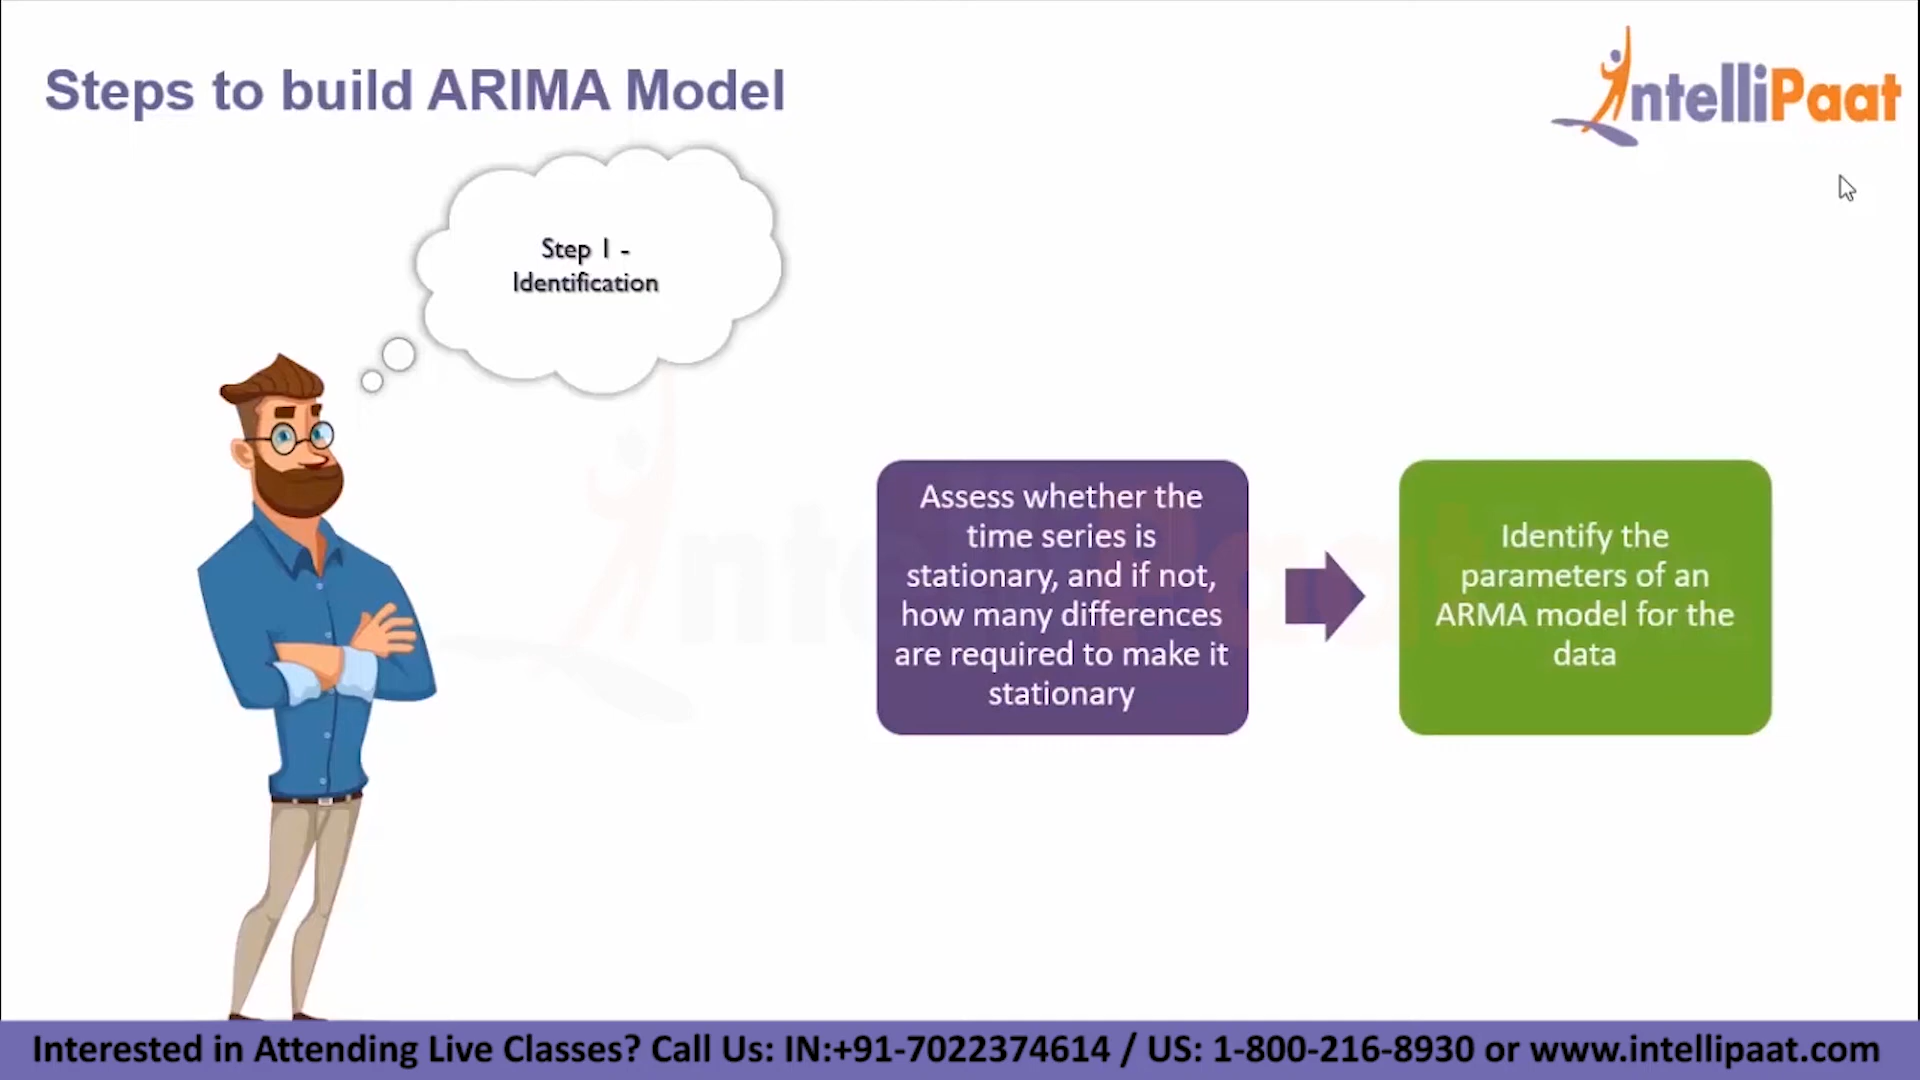 Steps to build ARIMA Model
IntelliPaat
Step 1 -
Identification
Assess whether the
time series is
stationary, and if not,
how many differences
are required to make it
stationary
Identify the
parameters of an
ARMA model for the
data
IntelliPaat
Interested in Attending Live Classes? Call Us: IN:+91-7022374614 / US: 1-800-216-8930 or www.intellipaat.com